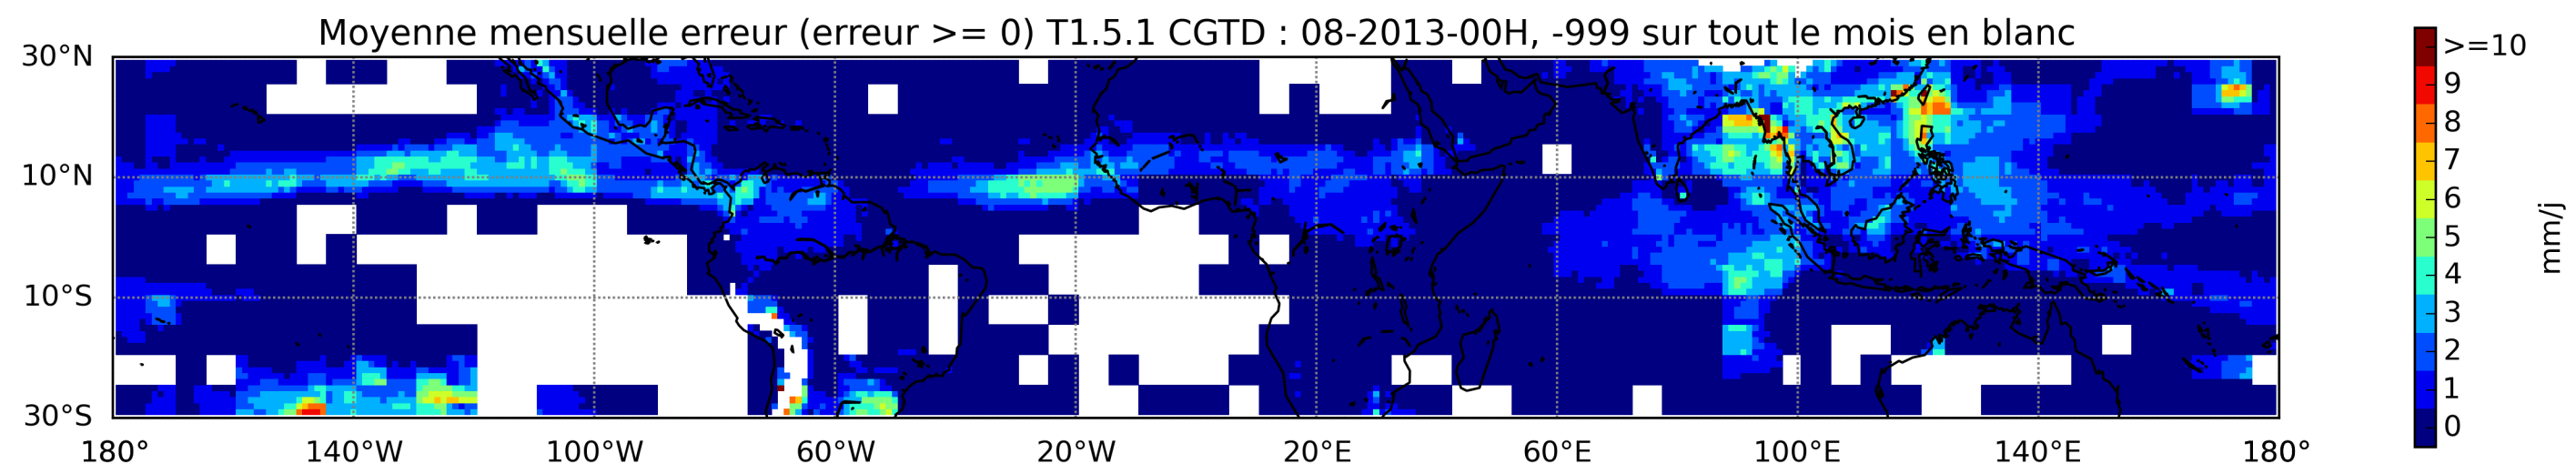 Moyenne mensuelle erreur (erreur >= 0) T1.5.1 CGTD : 08-2013-00H, -999 sur tout le mois en blanc
30°N
10°N
10°S
30°S
180° 140°W 100°W 60°W 20°W 20°E 60°E 100°E 140°E 180°
>=10
9
8
7
6
5
4
3
2
1
0
mm/j